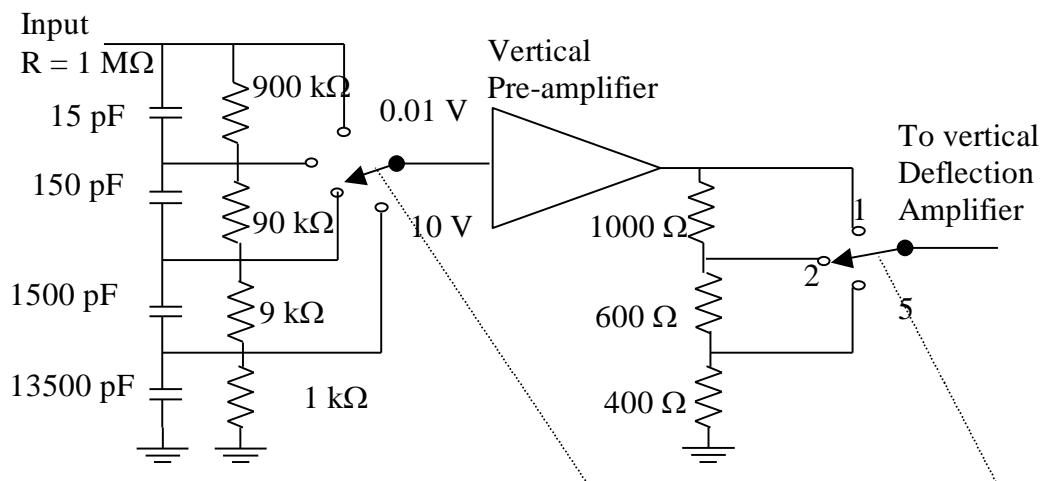 Input
R = 1 MΩ
15 pF
150 pF
1500 pF
13500 pF
900 kΩ
90 kΩ
9 kΩ
1 kΩ
0.01 V
10 V
Vertical
Pre-amplifier
1000 Ω
600 Ω
400 Ω
1
2
5
To vertical
Deflection
Amplifier